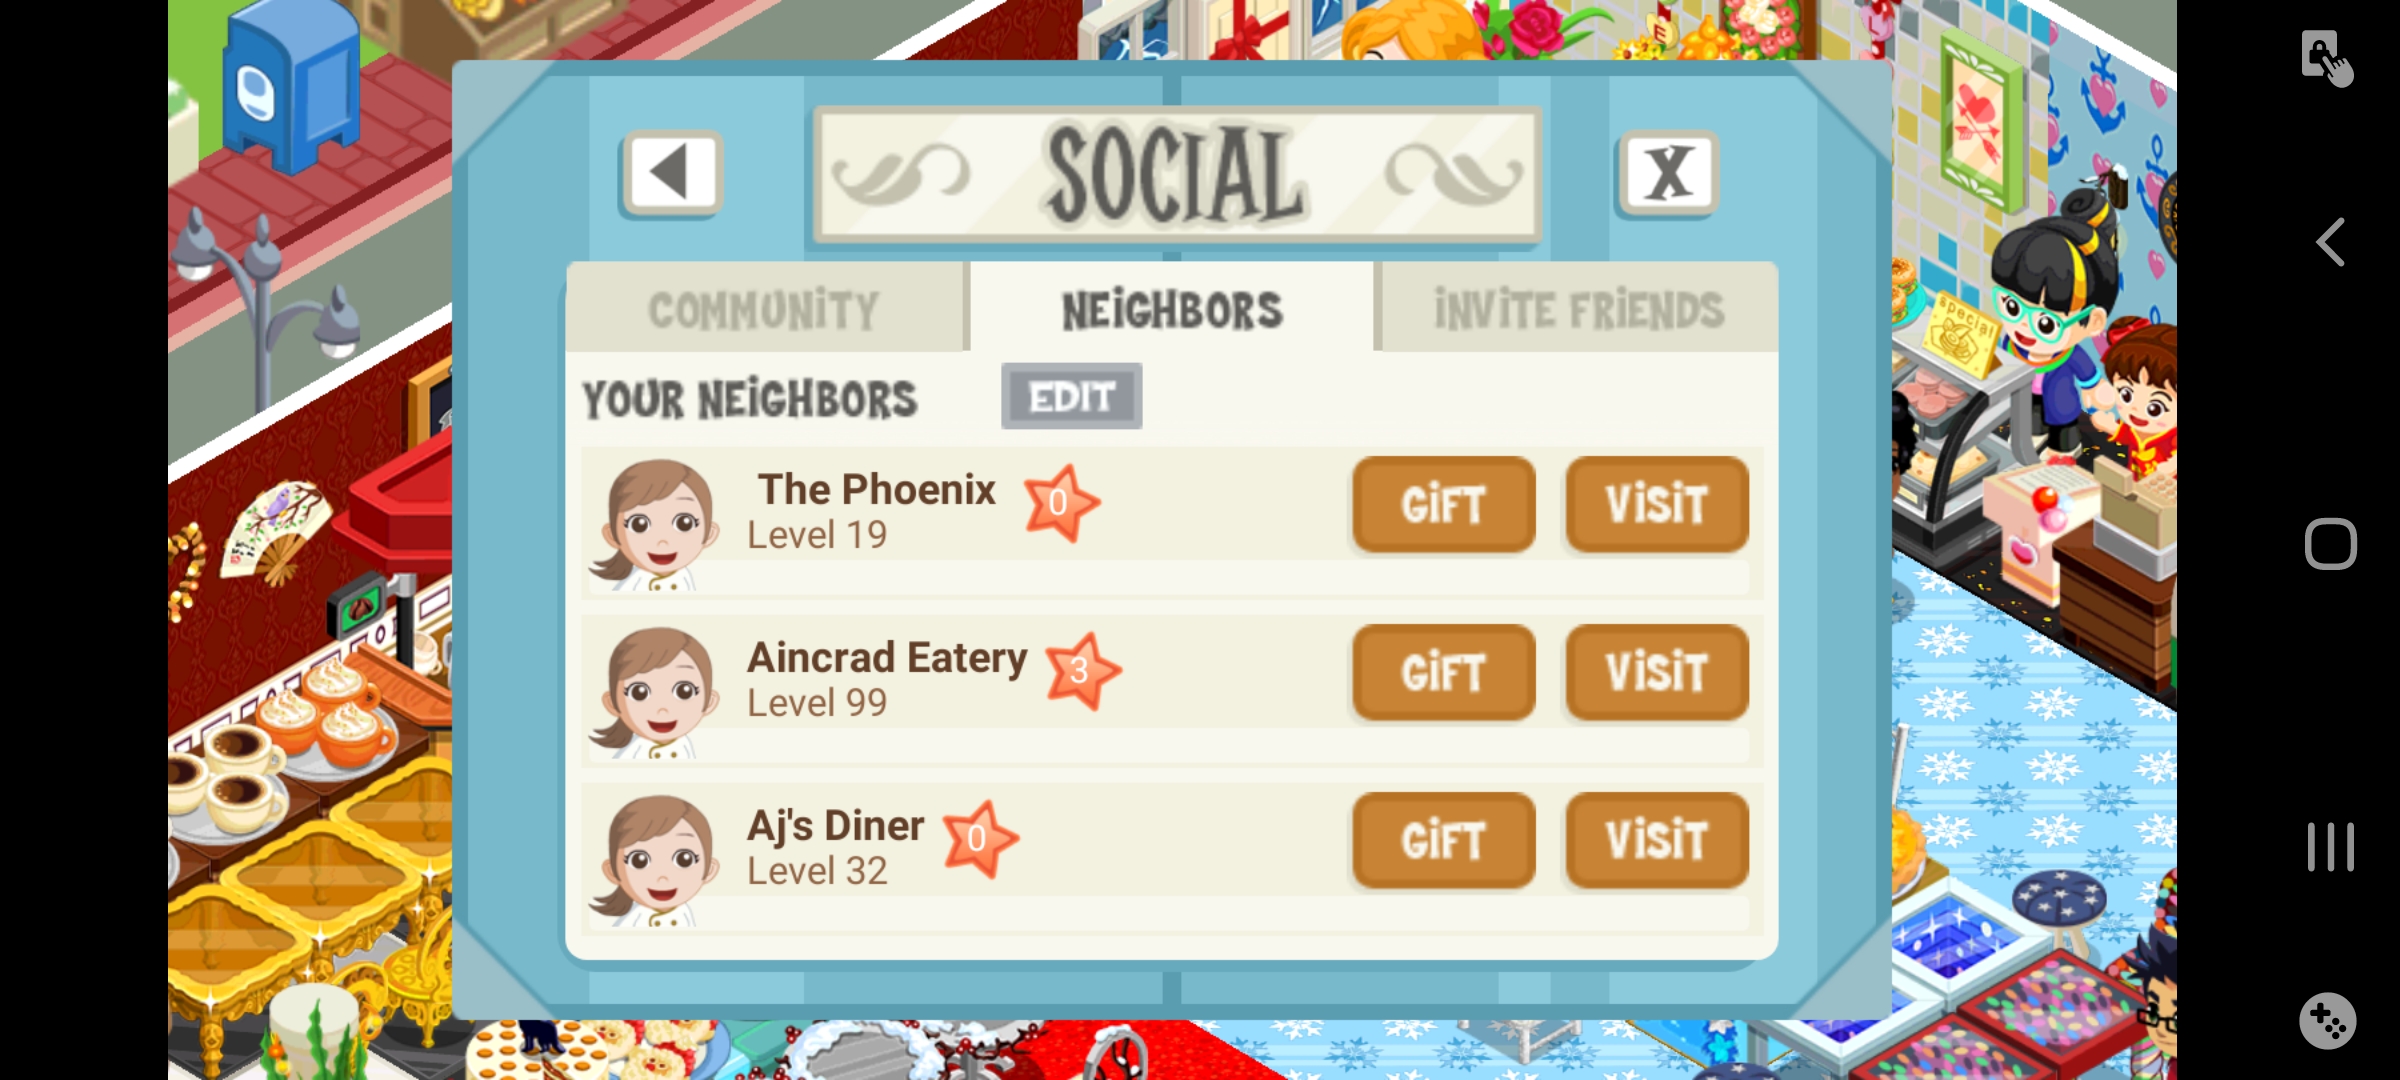 SOCIAL
X
COMMUNITY
NEIGHBORS
INVITE FRIENDS
YOUR NEIGHBORS
EDIT
The Phoenix
0
Level 19
GIFT
VISIT
Aincrad Eatery
3
Level 99
GIFT
VISIT
Aj's Diner
0
Level 32
GIFT
VISIT
Special